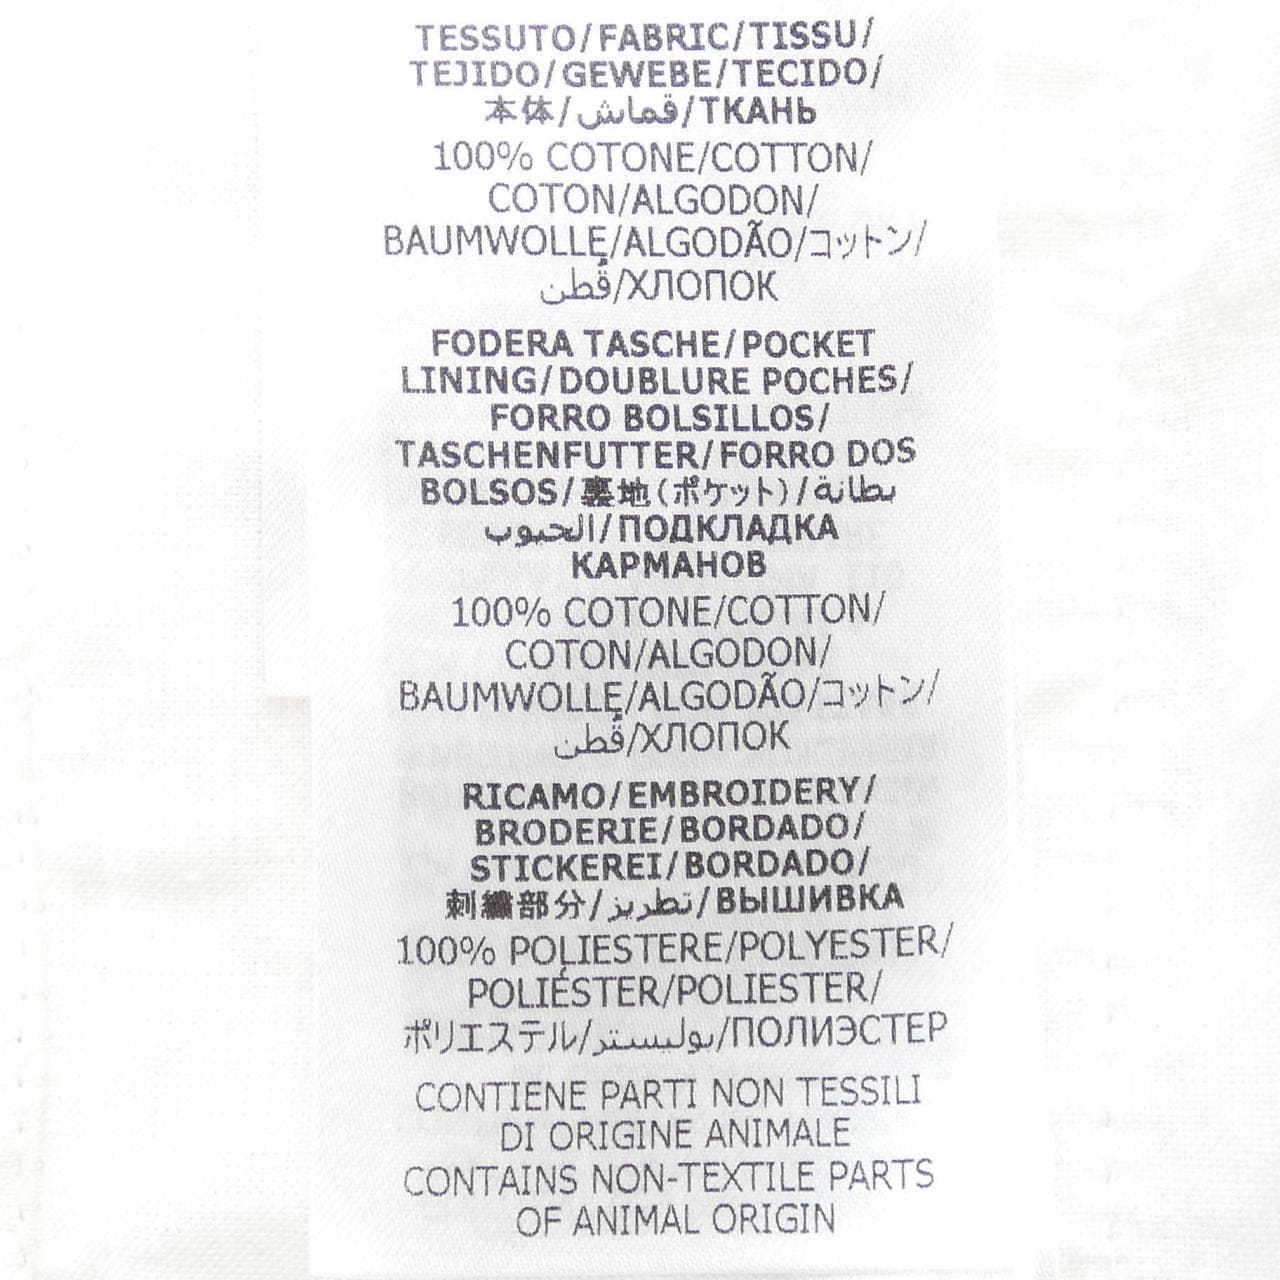 TESSUTO/FABRIC/TISSU/
TEJIDO/GEWEBE/TECIDO/
本体/قماش/ТКАНЬ
100% COTONE/COTTON/
COTON/ALGODON/
BAUMWOLLE/ALGODÃO/コットン/
قُطن/ХЛОПОК
FODERA TASCHE/POCKET
LINING/DOUBLURE POCHES/
FORRO BOLSILLOS/
TASCHENFUTTER/FORRO DOS
BOLSOS/裏地(ポケット)/بطانة
الجيوب/ПОДКЛАДКА
КАРМАНОВ
100% COTONE/COTTON/
COTON/ALGODON/
BAUMWOLLE/ALGODÃO/コットン/
قُطن/ХЛОПОК
RICAMO/EMBROIDERY/
BRODERIE/BORDADO/
STICKEREI/BORDADO/
刺繍部分/تطريز/ВЫШИВКА
100% POLIESTERE/POLYESTER/
POLIÉSTER/POLIESTER/
ポリエステル/بوليستر/ПОЛИЭСТЕР
CONTIENE PARTI NON TESSILI
DI ORIGINE ANIMALE
CONTAINS NON-TEXTILE PARTS
OF ANIMAL ORIGIN